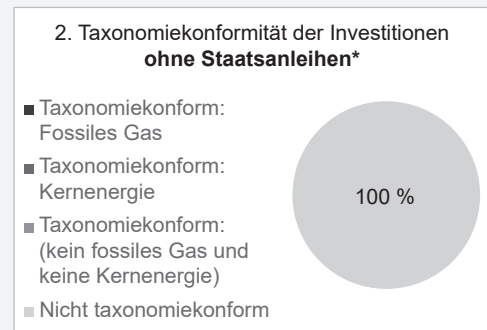 2. Taxonomiekonformität der Investitionen
ohne Staatsanleihen*
Taxonomiekonform:
Fossiles Gas
Taxonomiekonform:
Kernenergie
Taxonomiekonform:
(kein fossiles Gas und
keine Kernenergie)
Nicht taxonomiekonform
100 %